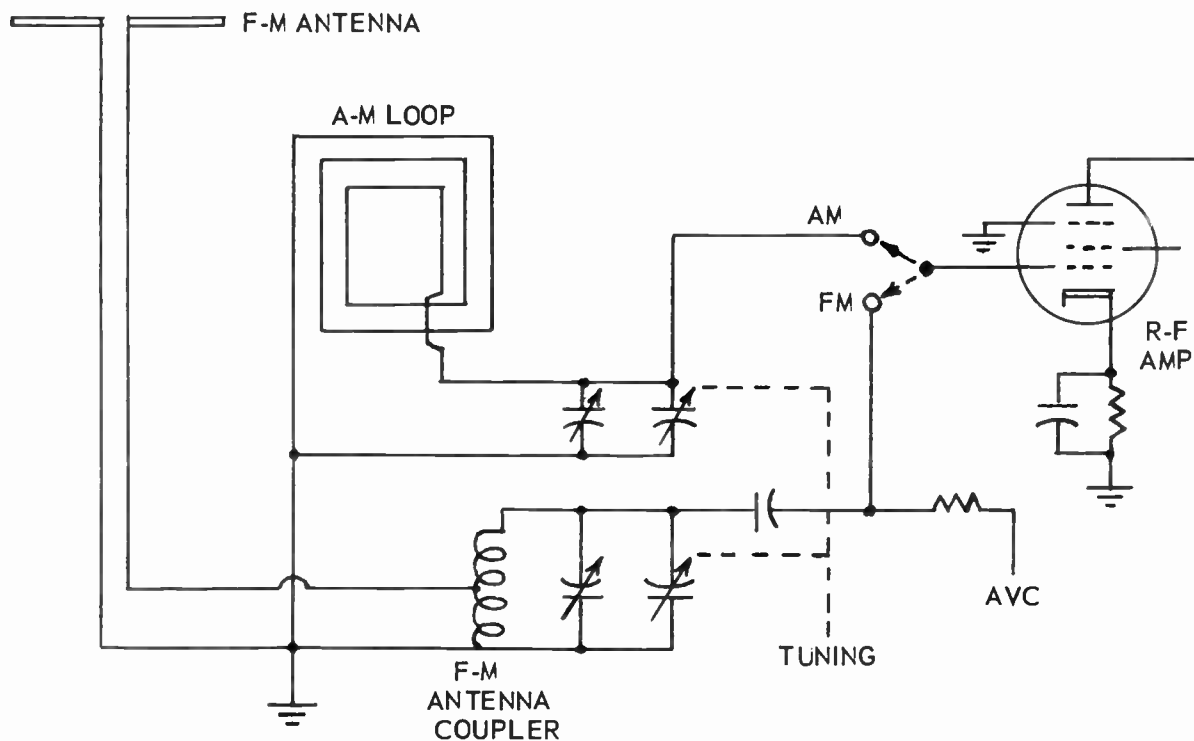 F-M ANTENNA
A-M LOOP
AM
FM
R-F
AMP
AVC
TUNING
F-M
ANTENNA
COUPLER